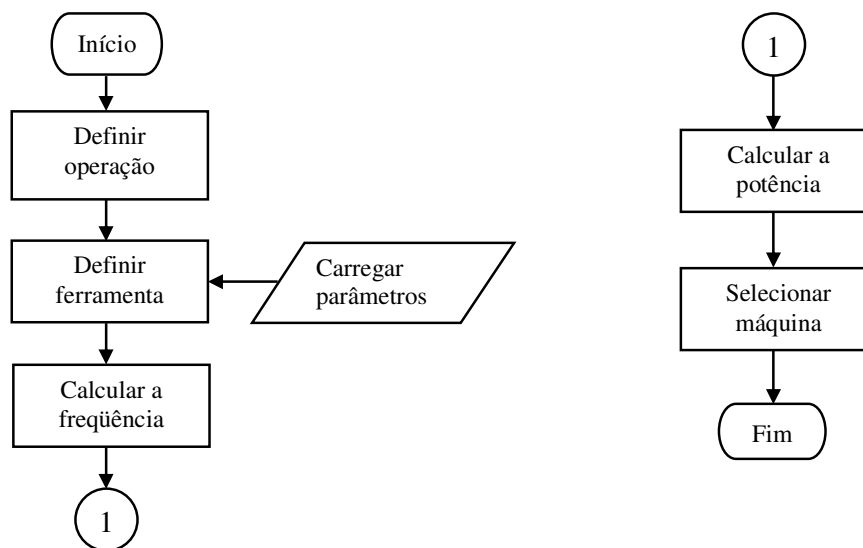 Início
Definir
operação
Definir
ferramenta
Carregar
parâmetros
Calcular a
freqüência
1
1
Calcular a
potência
Selecionar
máquina
Fim